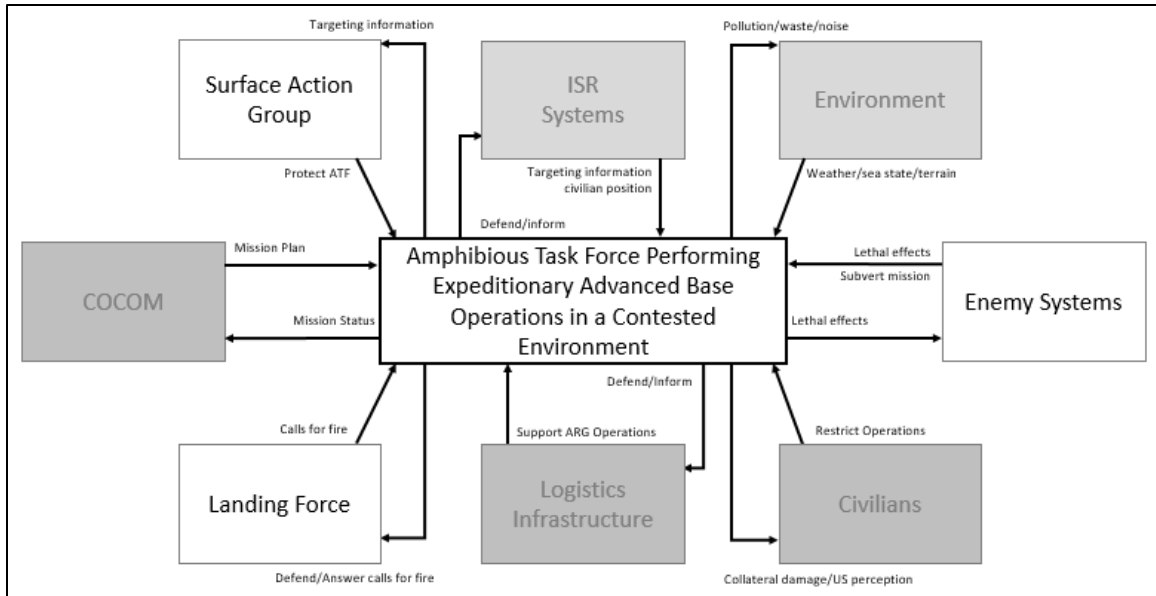 Targeting information
Pollution/waste/noise
Surface Action
Group
ISR
Systems
Environment
Protect ATF
Targeting information
civilian position
Weather/sea state/terrain
Defend/inform
Mission Plan
Amphibious Task Force Performing
Expeditionary Advanced Base
Operations in a Contested
Environment
Lethal effects
Subvert mission
COCOM
Enemy Systems
Mission Status
Lethal effects
Defend/Inform
Calls for fire
Support ARG Operations
Restrict Operations
Landing Force
Logistics
Infrastructure
Civilians
Defend/Answer calls for fire
Collateral damage/US perception